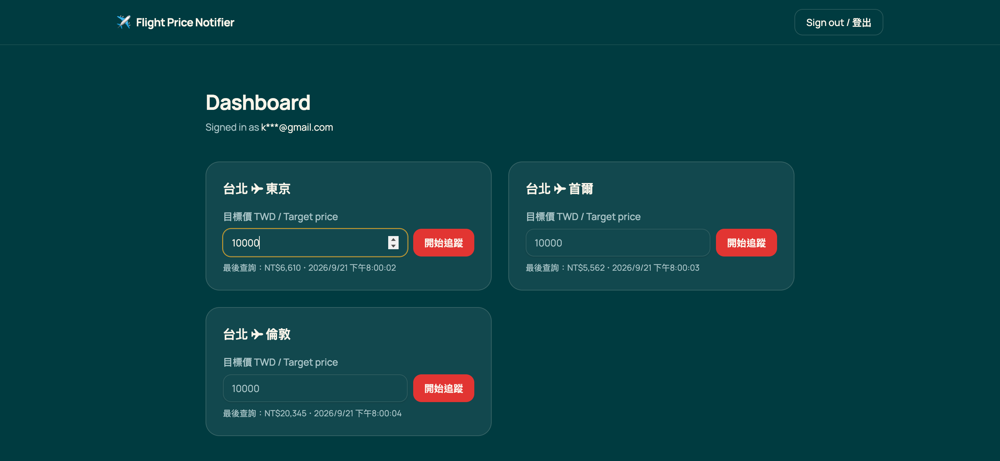 Flight Price Notifier
Sign out / 登出
Dashboard
Signed in as k***@gmail.com
台北 ✈ 東京
目標價 TWD / Target price
10000
開始追蹤
最後查詢：NT$6,610 · 2026/9/21 下午8:00:02
台北 ✈ 首爾
目標價 TWD / Target price
10000
開始追蹤
最後查詢：NT$5,562 · 2026/9/21 下午8:00:03
台北 ✈ 倫敦
目標價 TWD / Target price
10000
開始追蹤
最後查詢：NT$20,345 · 2026/9/21 下午8:00:04